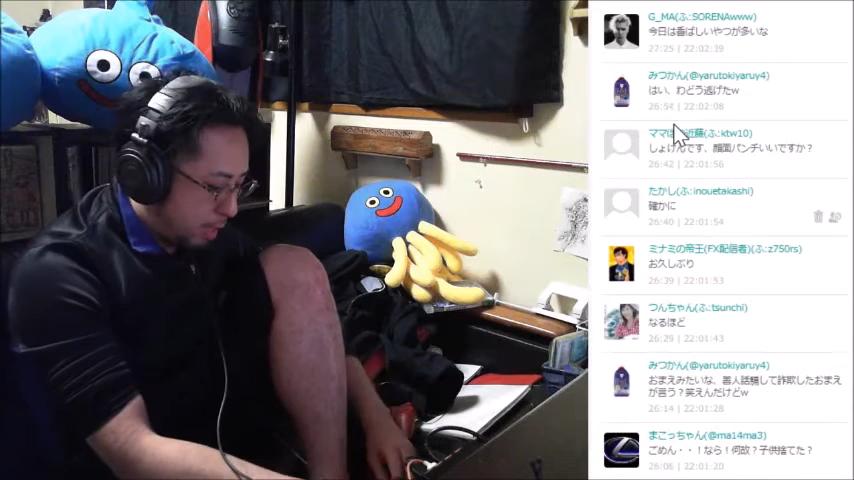 G_MA(ふ:SORENAwww)
今日は香ばしいやつが多いな
27:25 | 22:02:39
みつかん(@yarutokiyaruy4)
はい、わどう逃げたw
26:54 | 22:02:08
近藤(ふ:ktw10)
です、顔面パンチいいですか？
26:42 | 22:01:56
たかし(ふ:inouetakashi)
確かに
26:40 | 22:01:54
ミナミの帝王(FX配信者)(ふ:z750rs)
お久しぶり
26:39 | 22:01:53
つんちゃん(ふ:tsunchi)
なるほど
26:29 | 22:01:43
みつかん(@yarutokiyaruy4)
おまえみたいな、善人話騙して詐欺したおまえ
が言う？笑えんだけどw
26:14 | 22:01:28
まこっちゃん(@ma14ma3)
ごめん・・！なら！何故？子供捨てた？
26:06 | 22:01:20